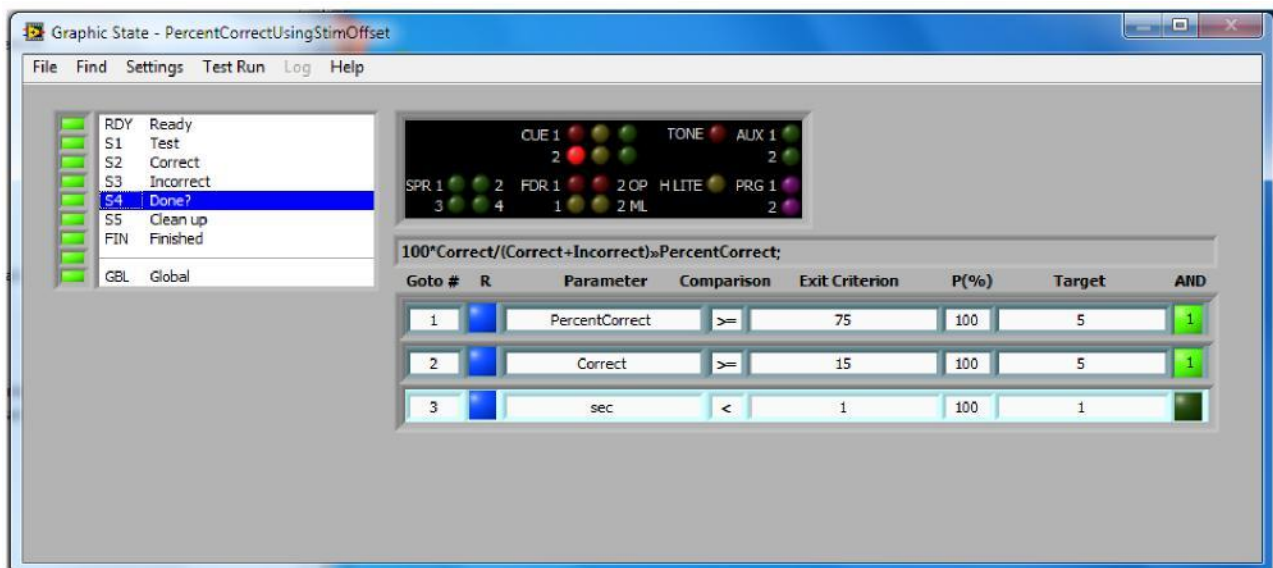 Graphic State - PercentCorrectUsingStimOffset
File Find Settings Test Run Log Help
RDY Ready
S1 Test
S2 Correct
S3 Incorrect
S4 Done?
S5 Clean up
FIN Finished
GBL Global
CUE 1 TONE AUX 1
2 2
SPR 1 2 FDR 1 2 OP H LITE PRG 1
3 4 1 2 ML 2
100*Correct/(Correct+Incorrect)»PercentCorrect;
Goto # R Parameter Comparison Exit Criterion P(%) Target AND
1 PercentCorrect >= 75 100 5 1
2 Correct >= 15 100 5 1
3 sec < 1 100 1